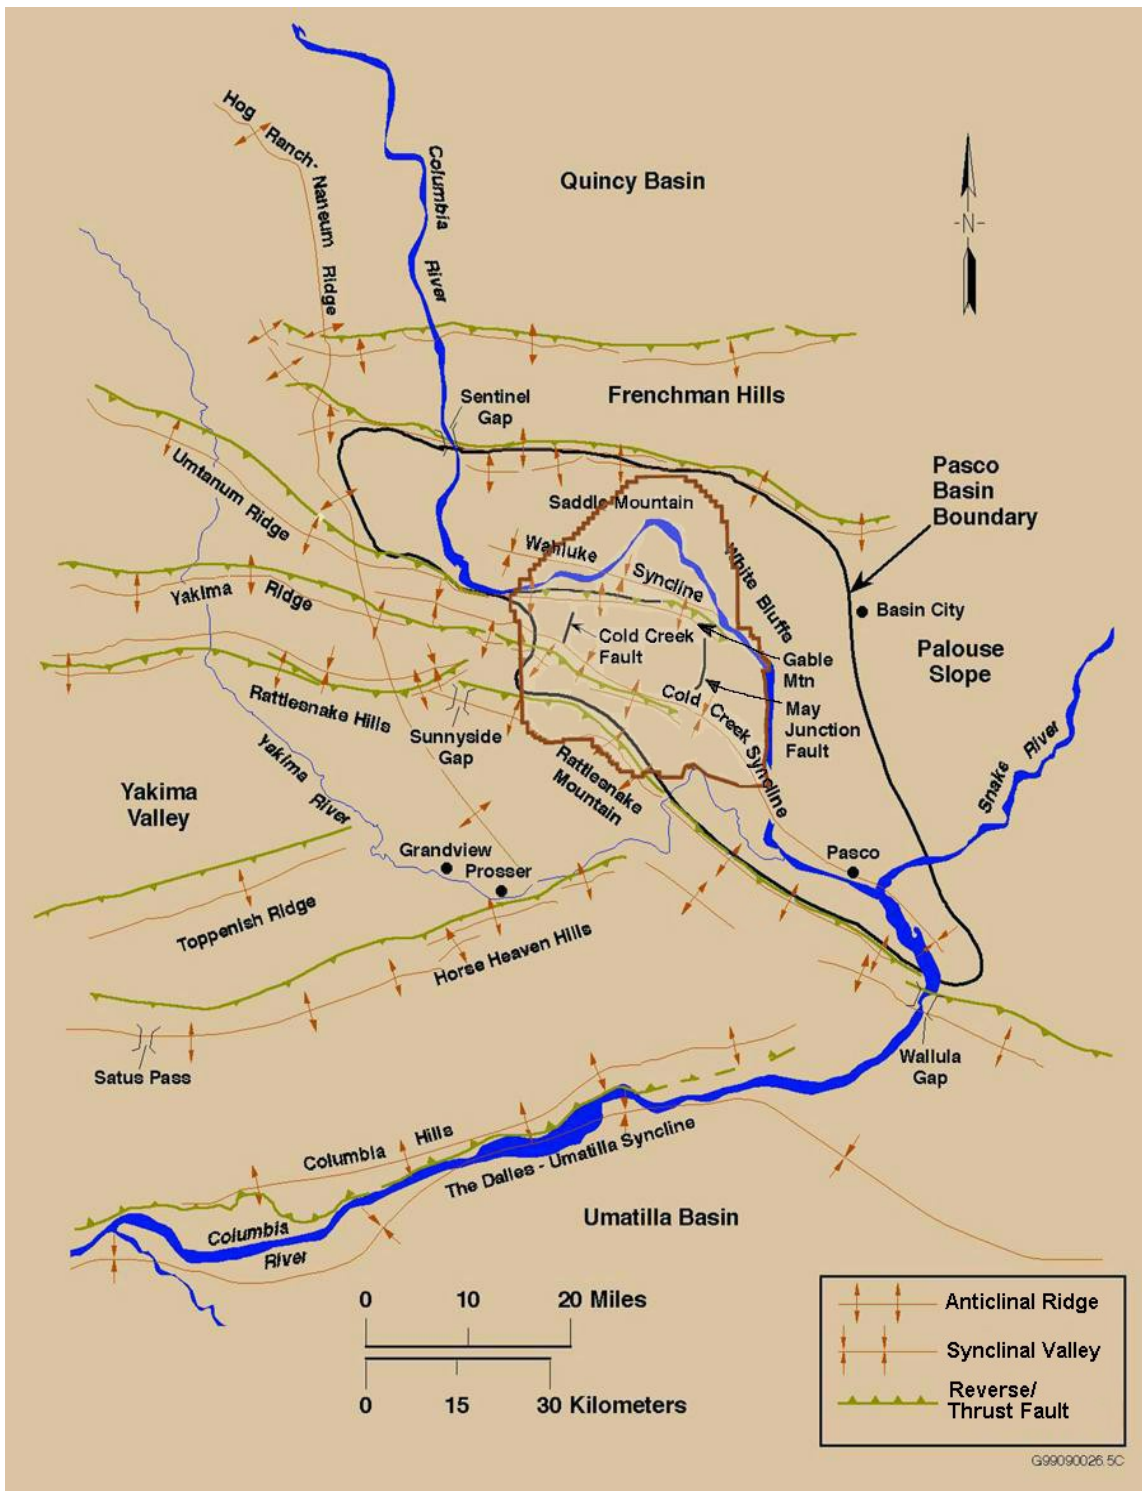 Hog Ranch-
Naneum Ridge
Columbia
River
Quincy Basin
-N-
Sentinel
Gap
Frenchman Hills
Umtanum Ridge
Pasco
Basin
Boundary
Saddle Mountain
Wahluke
Syncline
White Bluffs
Yakima Ridge
Cold Creek
Fault
Basin City
Palouse
Slope
Gable
Mtn
May
Junction
Fault
Cold Creek Syncline
Rattlesnake Hills
Sunnyside
Gap
Rattlesnake
Mountain
Snake River
Yakima
River
Yakima
Valley
Grandview
Prosser
Pasco
Toppenish Ridge
Horse Heaven Hills
Satus Pass
Wallula
Gap
Columbia Hills
The Dalles - Umatilla Syncline
Umatilla Basin
Columbia
River
0 10 20 Miles
0 15 30 Kilometers
Anticlinal Ridge
Synclinal Valley
Reverse/
Thrust Fault
G99090026.5C